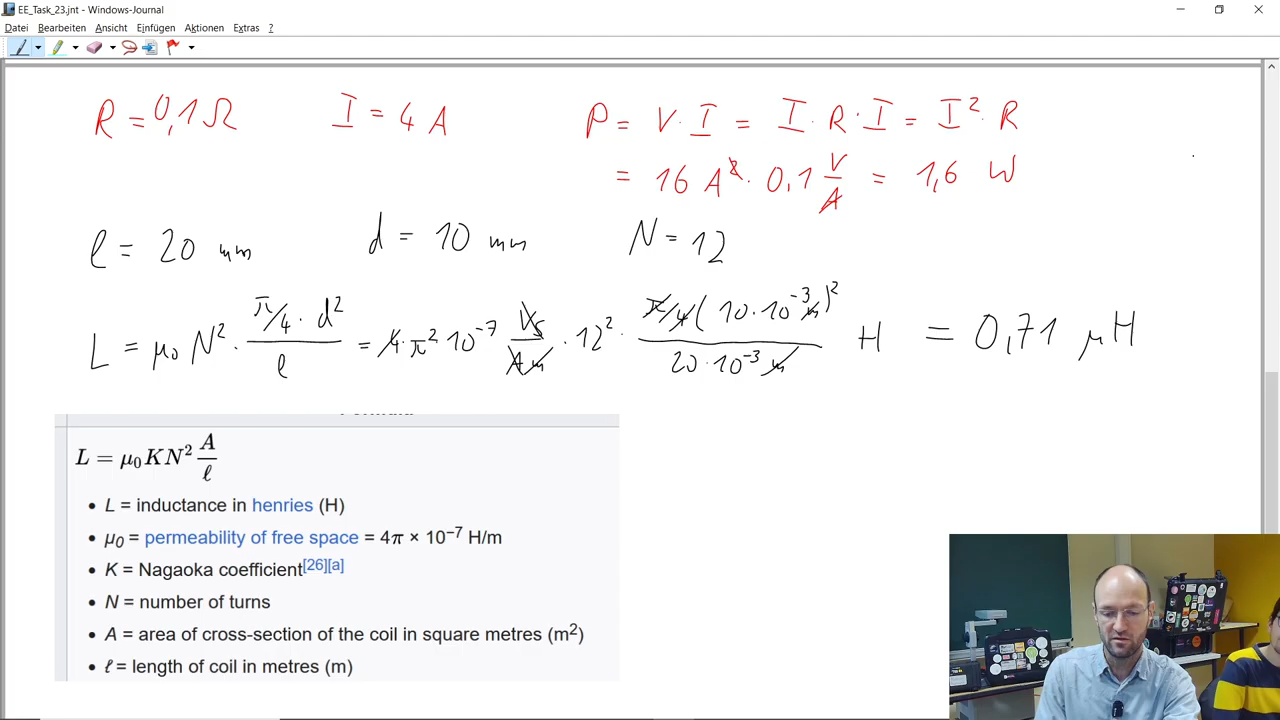 EE_Task_23.jnt - Windows-Journal
Datei Bearbeiten Ansicht Einfügen Aktionen Extras ?
R = 0,1 Ω I = 4 A P = V · I = I · R · I = I² · R
= 16 A² · 0,1 V/A = 1,6 W
ℓ = 20 mm d = 10 mm N = 12
L = μ₀ N² · π/4 · d² / ℓ = 4 · π² 10⁻⁷ Vs/Am · 12² · π/4 (10 · 10⁻³ m)² / 20 · 10⁻³ m H = 0,71 μH
L = μ₀KN² A/ℓ
• L = inductance in henries (H)
• μ₀ = permeability of free space = 4π × 10⁻⁷ H/m
• K = Nagaoka coefficient[26][a]
• N = number of turns
• A = area of cross-section of the coil in square metres (m²)
• ℓ = length of coil in metres (m)